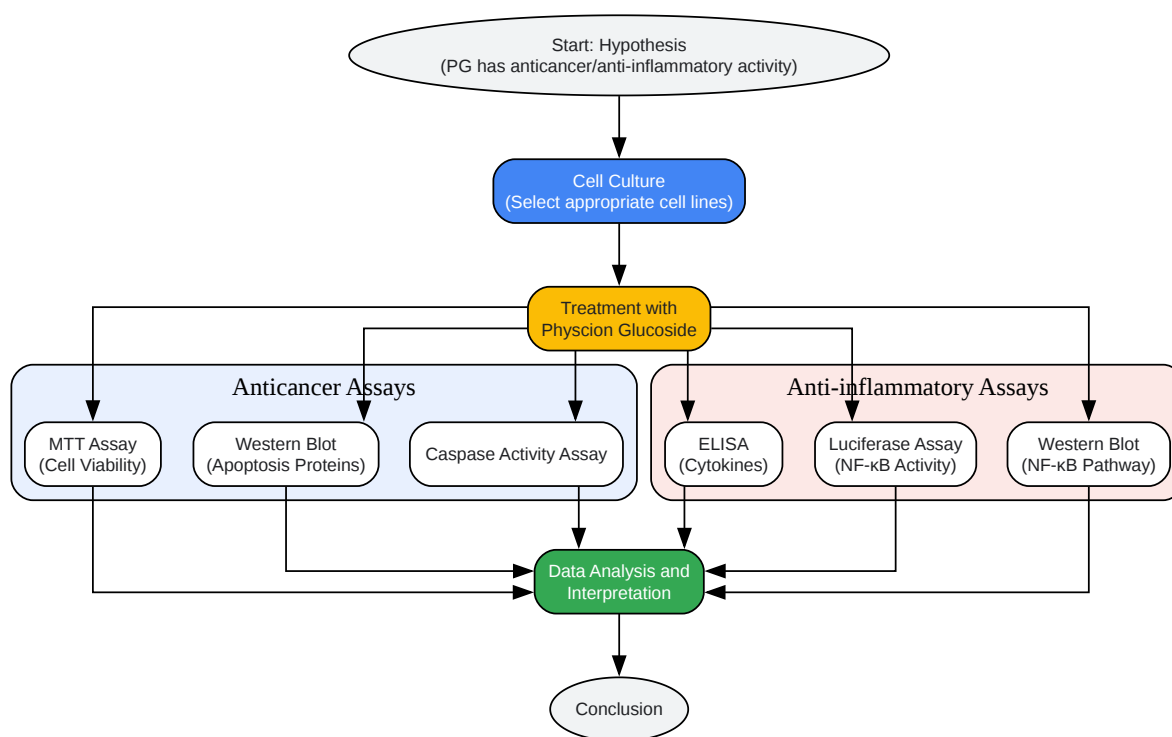 Start: Hypothesis
(PG has anticancer/anti-inflammatory activity)
Cell Culture
(Select appropriate cell lines)
Treatment with
Physcion Glucoside
Anticancer Assays
MTT Assay
(Cell Viability)
Western Blot
(Apoptosis Proteins)
Caspase Activity Assay
Anti-inflammatory Assays
ELISA
(Cytokines)
Luciferase Assay
(NF-κB Activity)
Western Blot
(NF-κB Pathway)
Data Analysis and
Interpretation
Conclusion